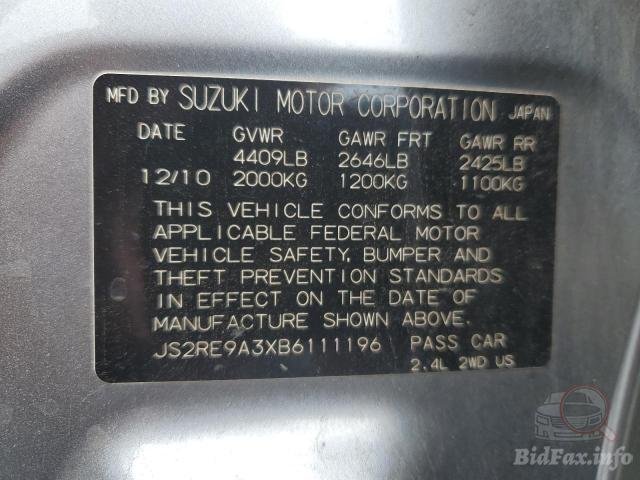 MFD BY SUZUKI MOTOR CORPORATION JAPAN
DATE GVWR GAWR FRT GAWR RR
4409LB 2646LB 2425LB
12/10 2000KG 1200KG 1100KG
THIS VEHICLE CONFORMS TO ALL
APPLICABLE FEDERAL MOTOR
VEHICLE SAFETY, BUMPER AND
THEFT PREVENTION STANDARDS
IN EFFECT ON THE DATE OF
MANUFACTURE SHOWN ABOVE.
JS2RE9A3XB6111196 PASS CAR
2.4L 2WD US
BidFax.info